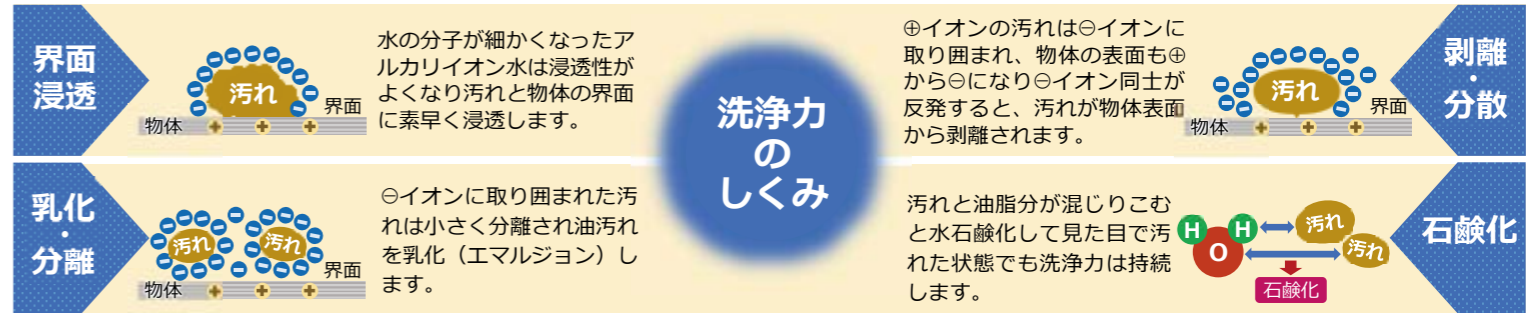 界面
浸透
汚れ
界面
物体
水の分子が細かくなったア
ルカリイオン水は浸透性が
よくなり汚れと物体の界面
に素早く浸透します。
洗浄力
の
しくみ
⊕イオンの汚れは⊖イオンに
取り囲まれ、物体の表面も⊕
から⊖になり⊖イオン同士が
反発すると、汚れが物体表面
から剥離されます。
汚れ
界面
物体
剥離
・
分散
乳化
・
分離
汚れ
汚れ
界面
物体
⊖イオンに取り囲まれた汚
れは小さく分離され油汚れ
を乳化（エマルジョン）し
ます。
汚れと油脂分が混じりこむ
と水石鹸化して見た目で汚
れた状態でも洗浄力は持続
します。
H
H
O
汚れ
汚れ
石鹸化
石鹸化